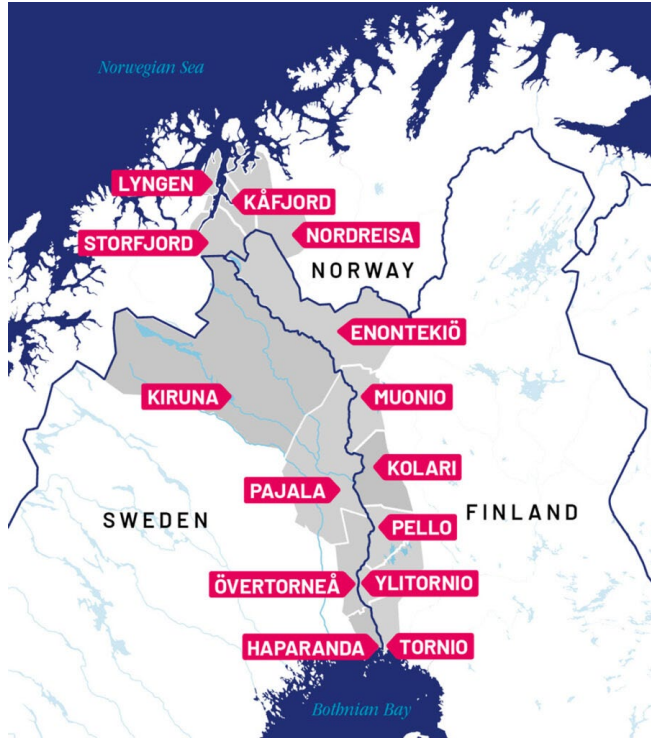 Norwegian Sea
LYNGEN
KÅFJORD
STORFJORD
NORDREISA
NORWAY
ENONTEKIÖ
KIRUNA
MUONIO
KOLARI
PAJALA
SWEDEN
FINLAND
PELLO
ÖVERTORNEÅ
YLITORNIO
HAPARANDA
TORNIO
Bothnian Bay